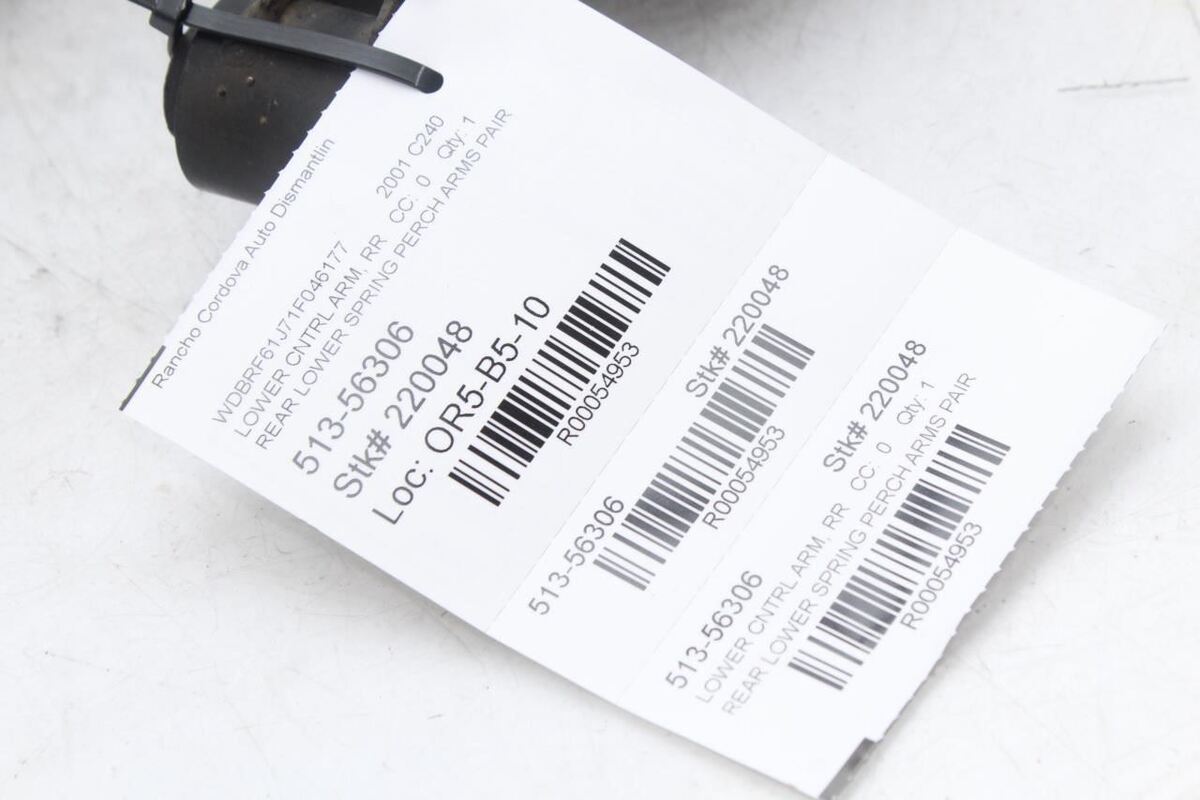 Rancho Cordova Auto Dismantlin
WDBRF61J71F046177 2001 C240
LOWER CNTRL ARM, RR CC: 0 Qty: 1
REAR LOWER SPRING PERCH ARMS PAIR
513-56306
Stk# 220048
Loc: OR5-B5-10
R00054953
513-56306 Stk# 220048
R00054953
513-56306 Stk# 220048
LOWER CNTRL ARM, RR CC: 0 Qty: 1
REAR LOWER SPRING PERCH ARMS PAIR
R00054953